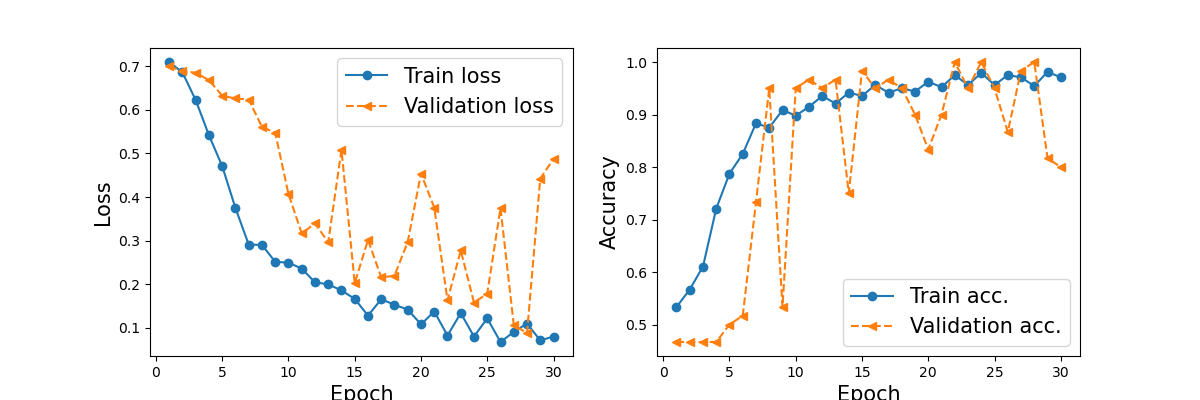 Train loss
Validation loss
Loss
0.7
0.6
0.5
0.4
0.3
0.2
0.1
0 5 10 15 20 25 30
Epoch
Train acc.
Validation acc.
Accuracy
1.0
0.9
0.8
0.7
0.6
0.5
0 5 10 15 20 25 30
Epoch